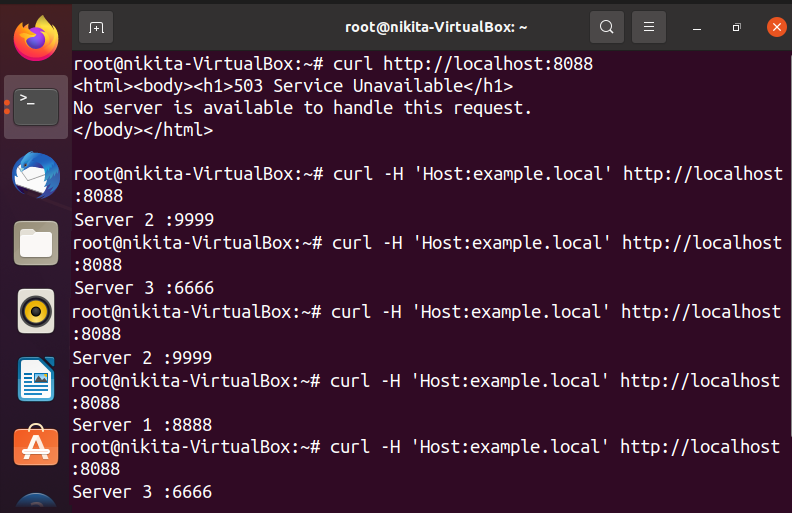 root@nikita-VirtualBox: ~
root@nikita-VirtualBox:~# curl http://localhost:8088
<html><body><h1>503 Service Unavailable</h1>
No server is available to handle this request.
</body></html>
root@nikita-VirtualBox:~# curl -H 'Host:example.local' http://localhost
:8088
Server 2 :9999
root@nikita-VirtualBox:~# curl -H 'Host:example.local' http://localhost
:8088
Server 3 :6666
root@nikita-VirtualBox:~# curl -H 'Host:example.local' http://localhost
:8088
Server 2 :9999
root@nikita-VirtualBox:~# curl -H 'Host:example.local' http://localhost
:8088
Server 1 :8888
root@nikita-VirtualBox:~# curl -H 'Host:example.local' http://localhost
:8088
Server 3 :6666